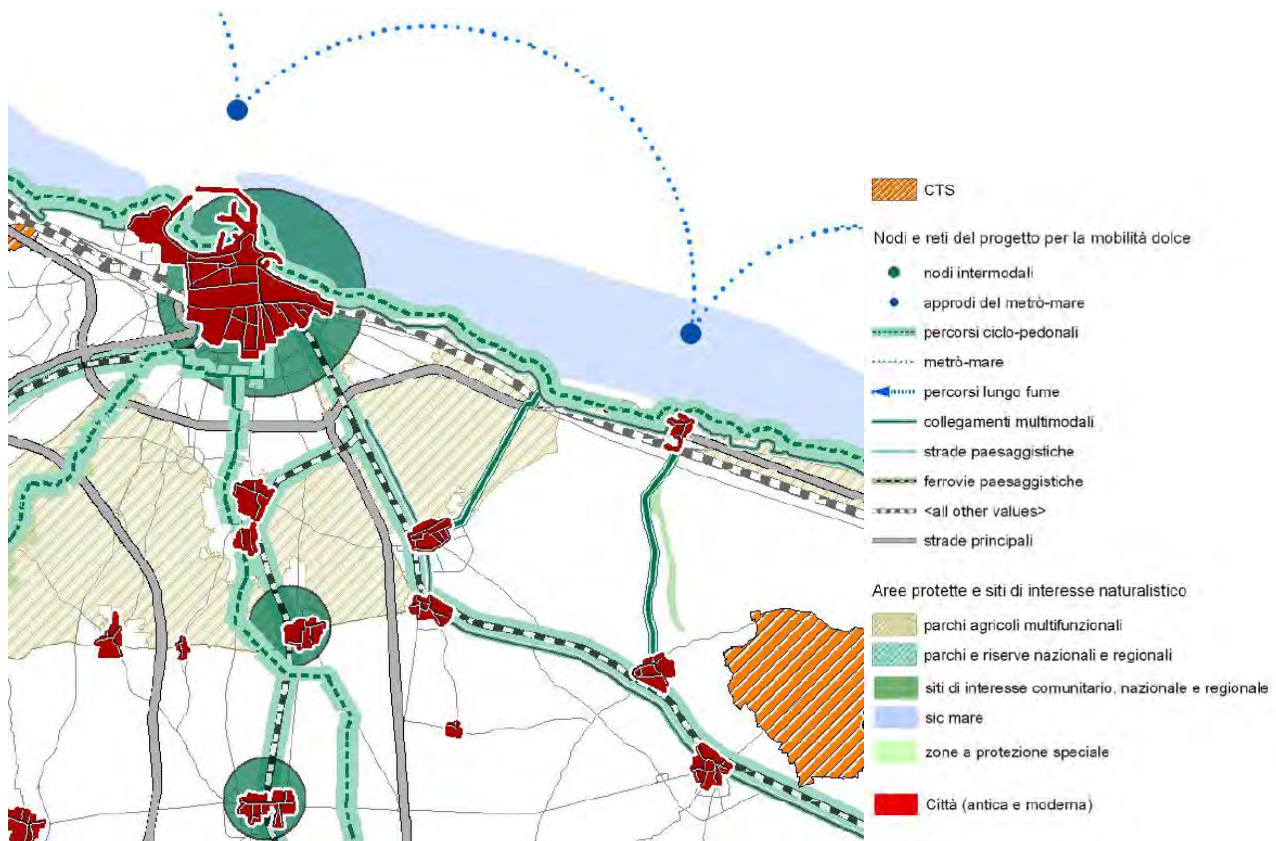 CTS
Nodi e reti del progetto per la mobilità dolce
nodi intermodali
approdi del metrò-mare
percorsi ciclo-pedonali
metrò-mare
percorsi lungo fume
collegamenti multimodali
strade paesaggistiche
ferrovie paesaggistiche
<all other values>
strade principali
Aree protette e siti di interesse naturalistico
parchi agricoli multifunzionali
parchi e riserve nazionali e regionali
siti di interesse comunitario, nazionale e regionale
sic mare
zone a protezione speciale
Città (antica e moderna)